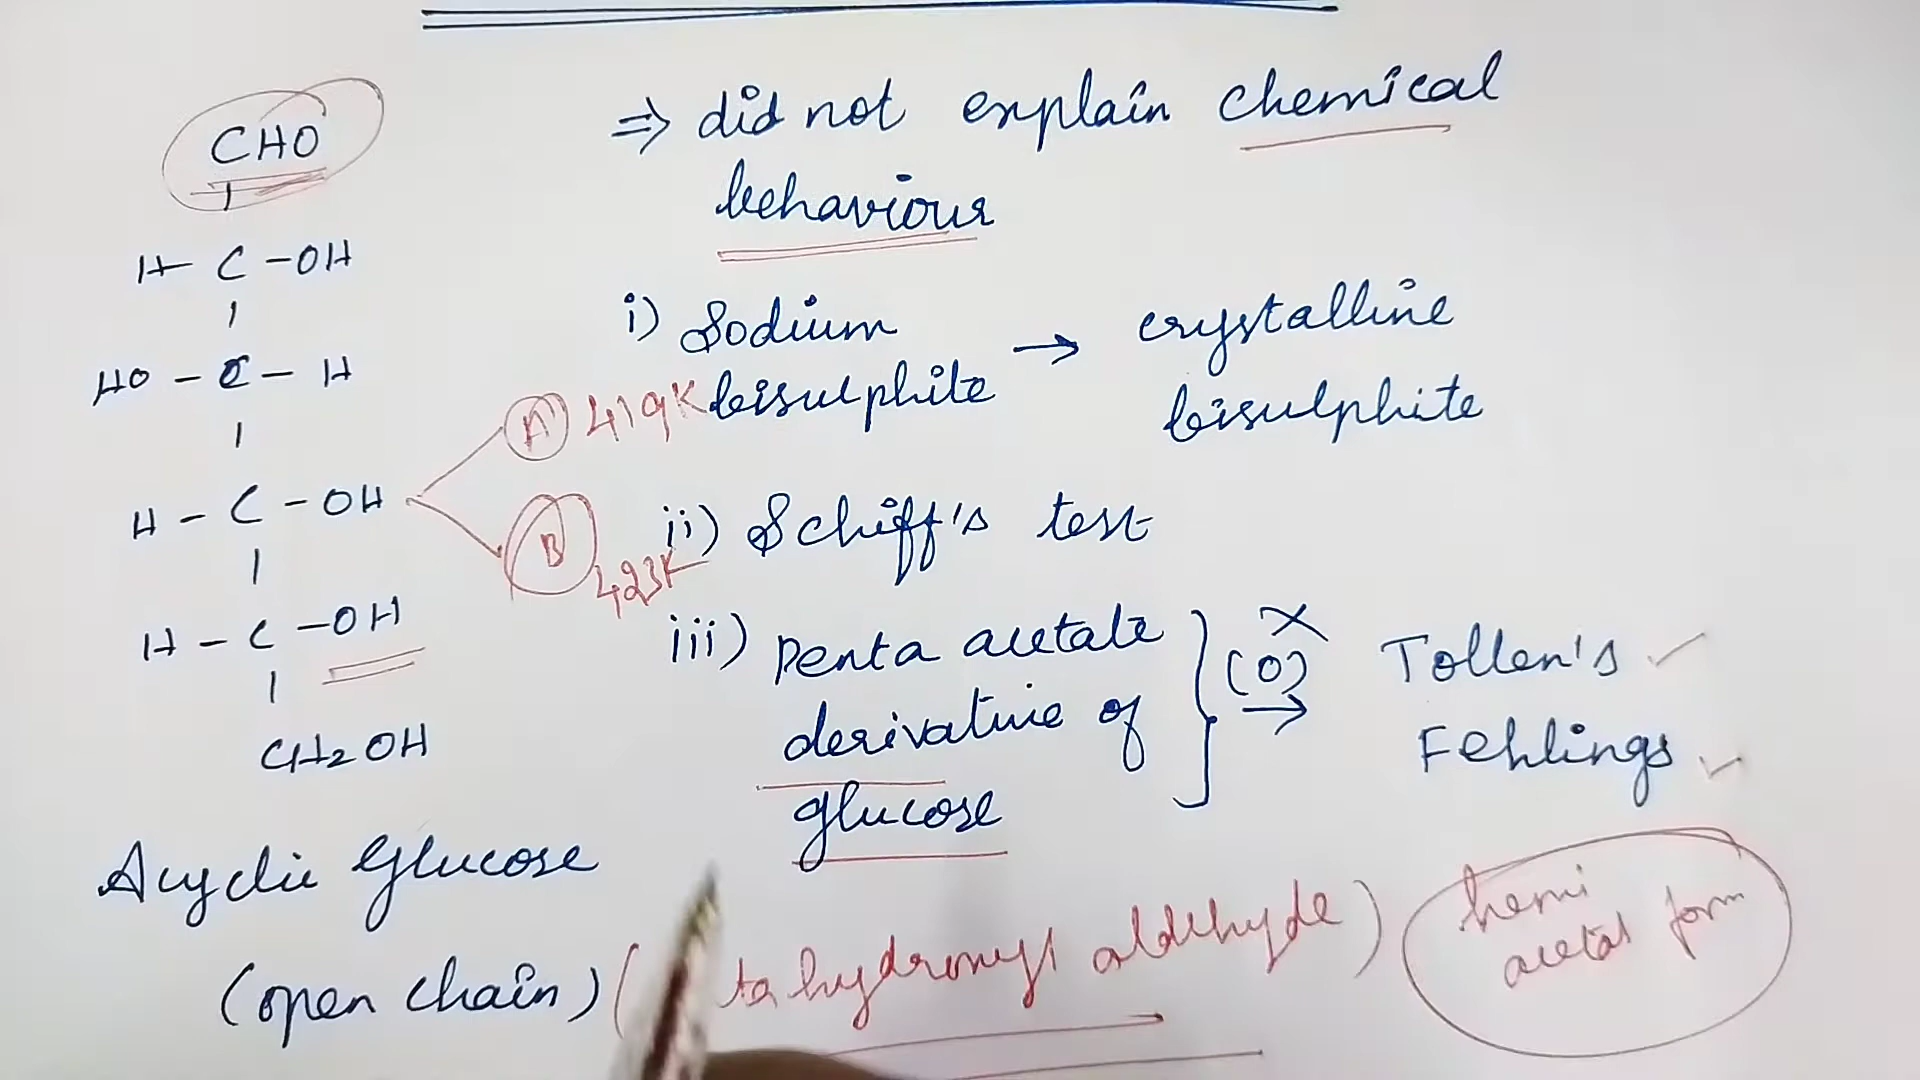 CHO
H - C - OH
HO - C - H
H - C - OH
H - C - OH
CH2OH
Acyclic Glucose
(open chain) ( ta hydroxyl aldehyde)
A 419K
B 423K
⇒ did not explain chemical
behaviour
i) Sodium
bisulphite → crystalline
bisulphite
ii) Schiff's test
iii) Penta acetate
derivative of
glucose
X
(O) →
Tollen's ✓
Fehlings ✓
hemi
acetal form